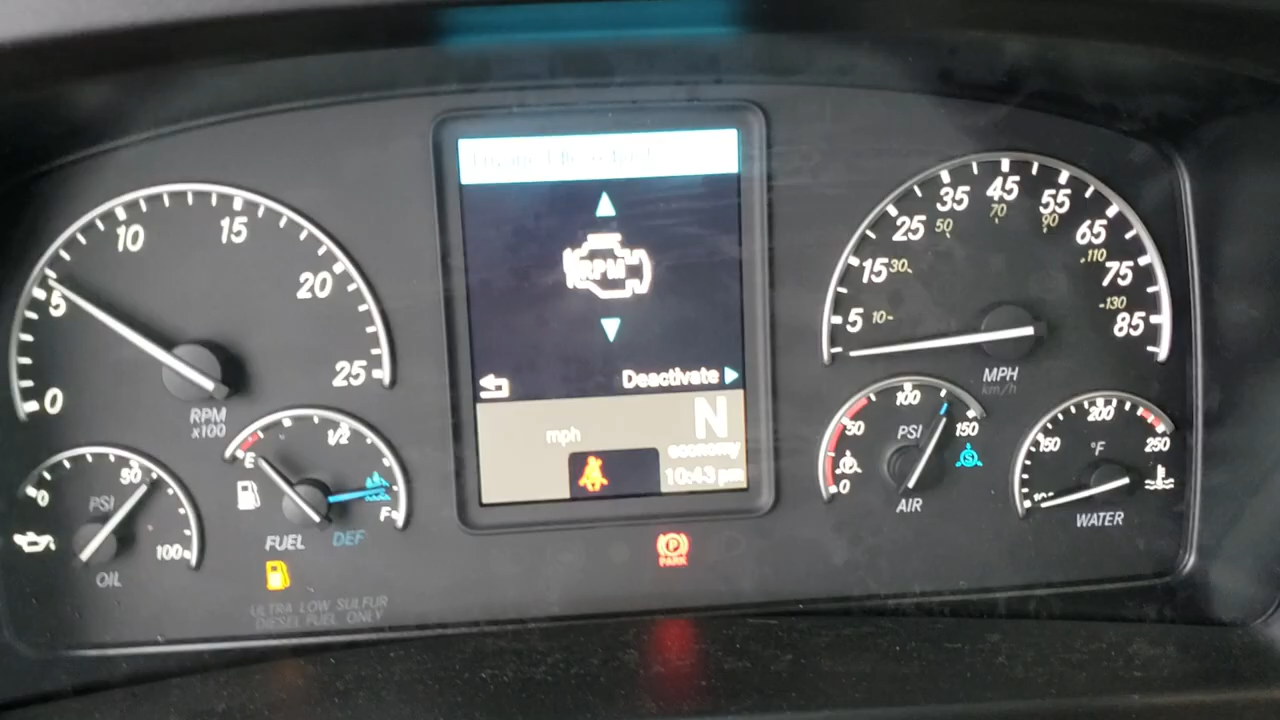 10
15
5
20
0
25
RPM
x100
RPM
Deactivate
mph
N
economy
10:43 pm
35
45
55
25
50
70
90
65
15
30
110
75
5
10
130
85
MPH
km/h
E
1/2
F
FUEL
DEF
0
50
PSI
100
OIL
100
50
PSI
150
0
AIR
200
150
°F
250
100
WATER
P
PARK
S
ULTRA LOW SULFUR
DIESEL FUEL ONLY